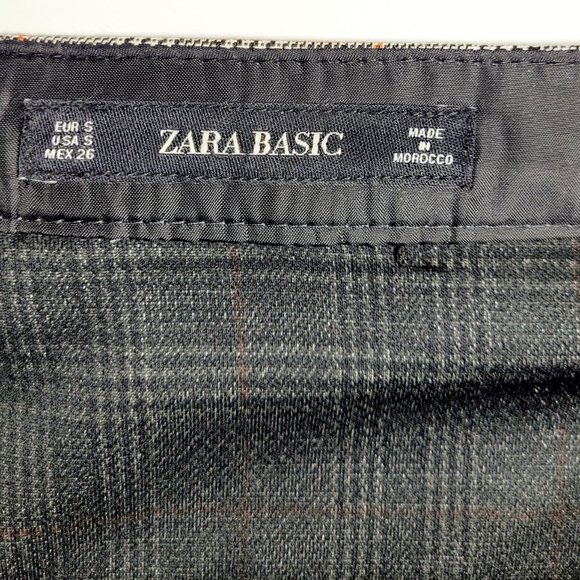 EUR S
USA S
MEX 26
ZARA BASIC
MADE
IN
MOROCCO